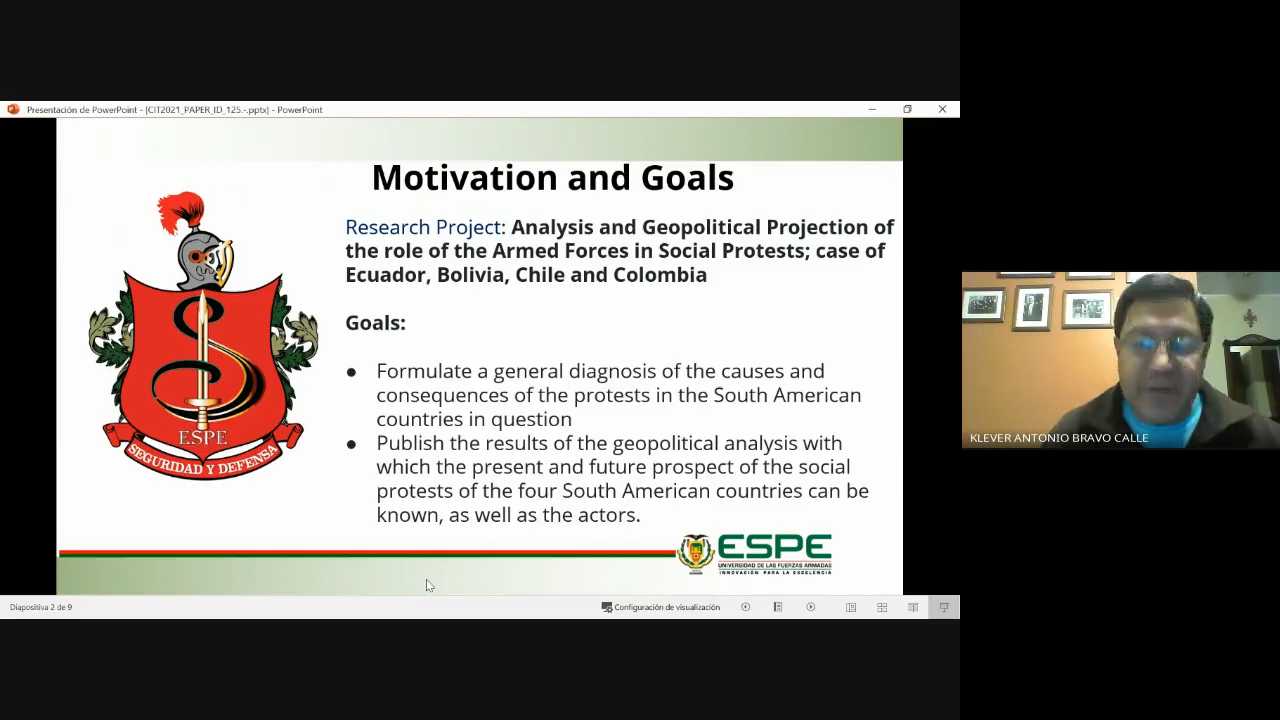 Presentación de PowerPoint - [CIT2021_PAPER_ID_125.-.pptx] - PowerPoint
Motivation and Goals
Research Project: Analysis and Geopolitical Projection of
the role of the Armed Forces in Social Protests; case of
Ecuador, Bolivia, Chile and Colombia
Goals:
● Formulate a general diagnosis of the causes and
consequences of the protests in the South American
countries in question
● Publish the results of the geopolitical analysis with
which the present and future prospect of the social
protests of the four South American countries can be
known, as well as the actors.
ESPE
SEGURIDAD Y DEFENSA
ESPE
UNIVERSIDAD DE LAS FUERZAS ARMADAS
INNOVACIÓN PARA LA EXCELENCIA
Diapositiva 2 de 9
Configuración de visualización
KLEVER ANTONIO BRAVO CALLE